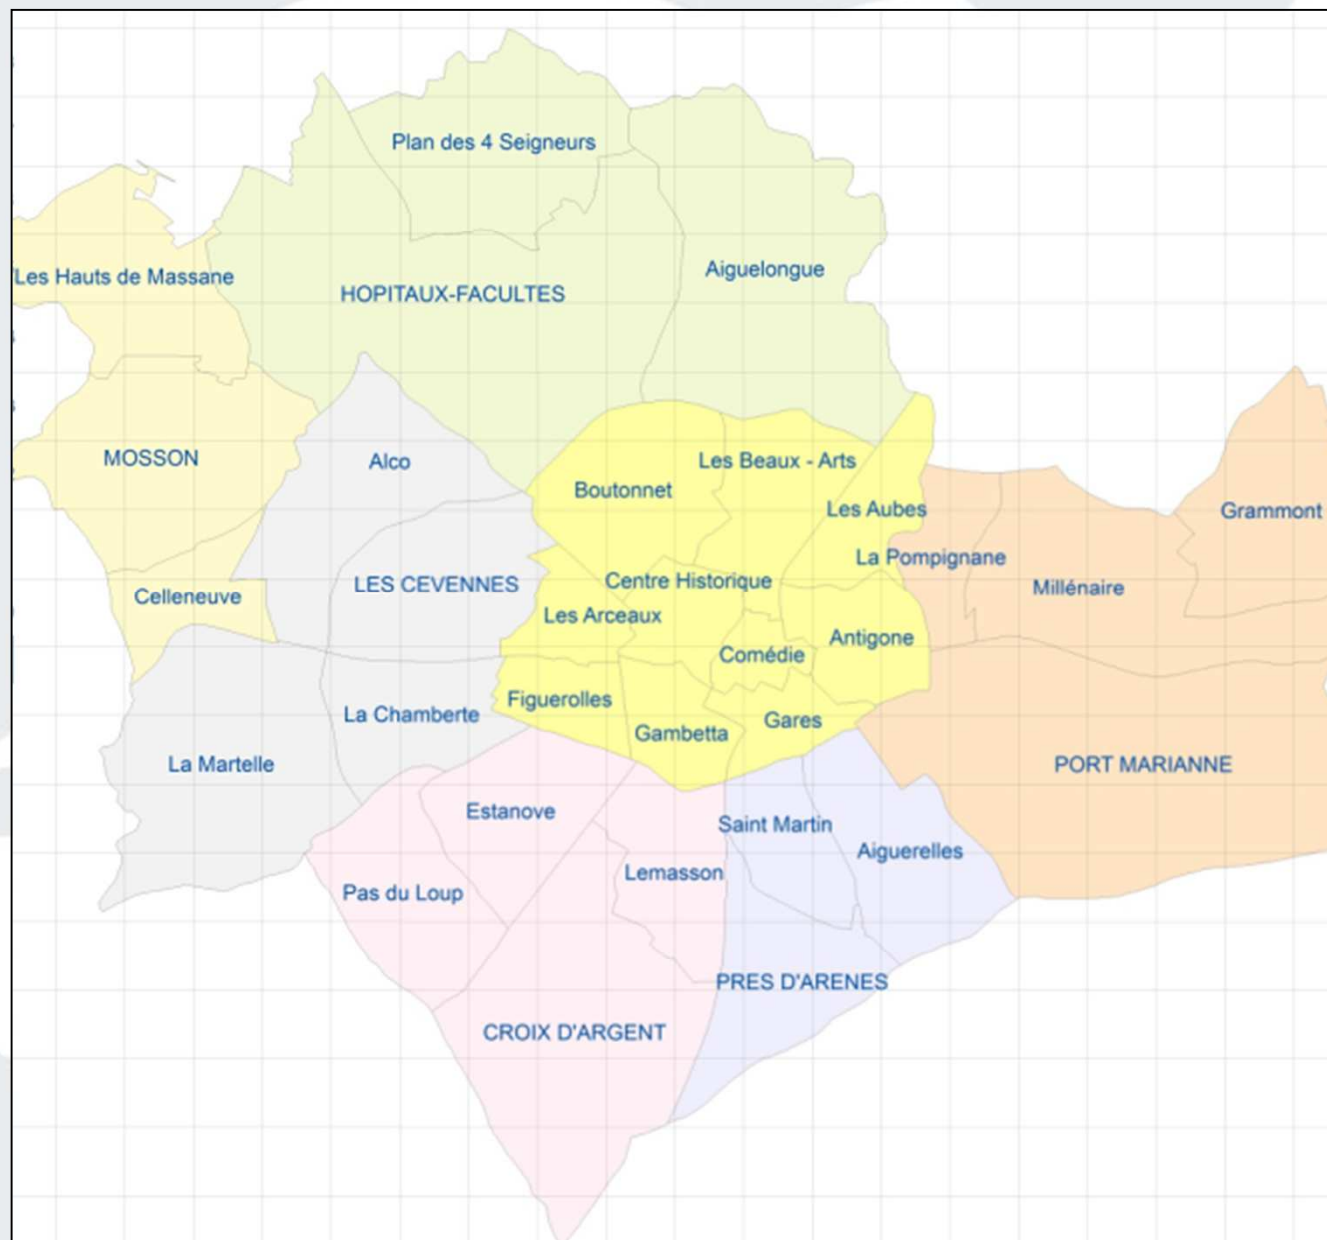 Plan des 4 Seigneurs
Aiguelongue
Les Hauts de Massane
HOPITAUX-FACULTES
MOSSON
Alco
Les Beaux - Arts
Boutonnet
Les Aubes
Grammont
La Pompignane
Centre Historique
LES CEVENNES
Millénaire
Celleneuve
Les Arceaux
Antigone
Comédie
Figuerolles
La Chamberte
Gares
Gambetta
La Martelle
PORT MARIANNE
Estanove
Saint Martin
Aiguerelles
Lemasson
Pas du Loup
PRES D'ARENES
CROIX D'ARGENT